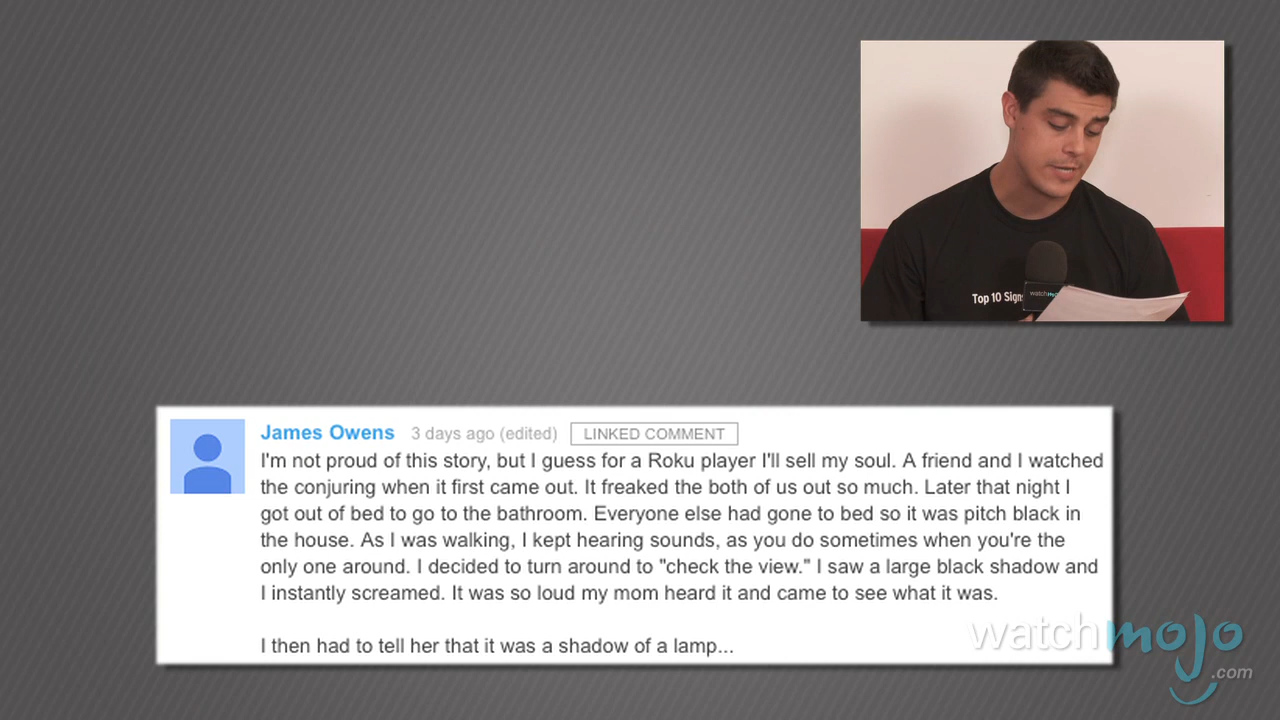 Top 10 Signs
watchMojo
James Owens 3 days ago (edited) LINKED COMMENT
I'm not proud of this story, but I guess for a Roku player I'll sell my soul. A friend and I watched
the conjuring when it first came out. It freaked the both of us out so much. Later that night I
got out of bed to go to the bathroom. Everyone else had gone to bed so it was pitch black in
the house. As I was walking, I kept hearing sounds, as you do sometimes when you're the
only one around. I decided to turn around to "check the view." I saw a large black shadow and
I instantly screamed. It was so loud my mom heard it and came to see what it was.
I then had to tell her that it was a shadow of a lamp...
watchmojo
.com